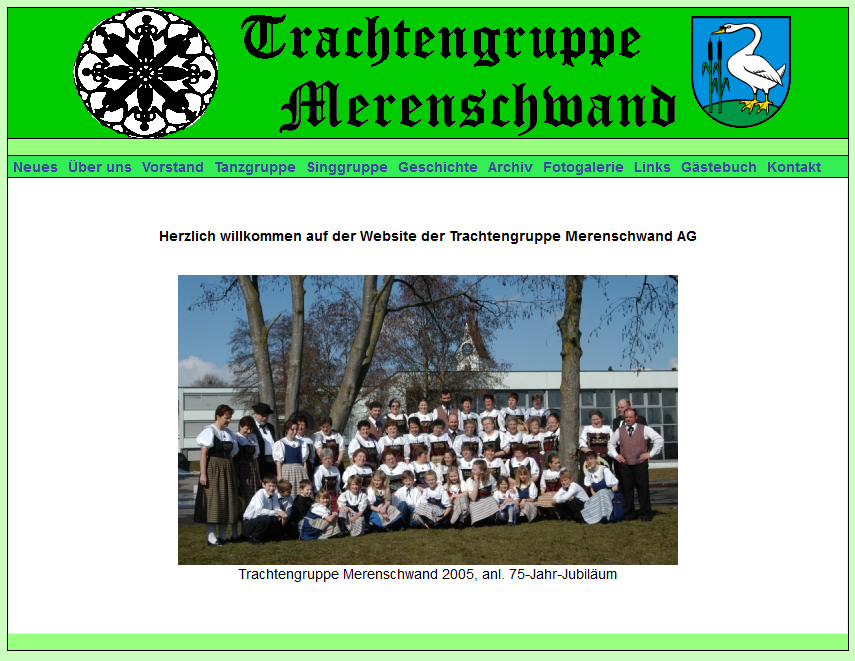 Trachtengruppe
Merenschwand
Neues Über uns Vorstand Tanzgruppe Singgruppe Geschichte Archiv Fotogalerie Links Gästebuch Kontakt
Herzlich willkommen auf der Website der Trachtengruppe Merenschwand AG
Trachtengruppe Merenschwand 2005, anl. 75-Jahr-Jubiläum